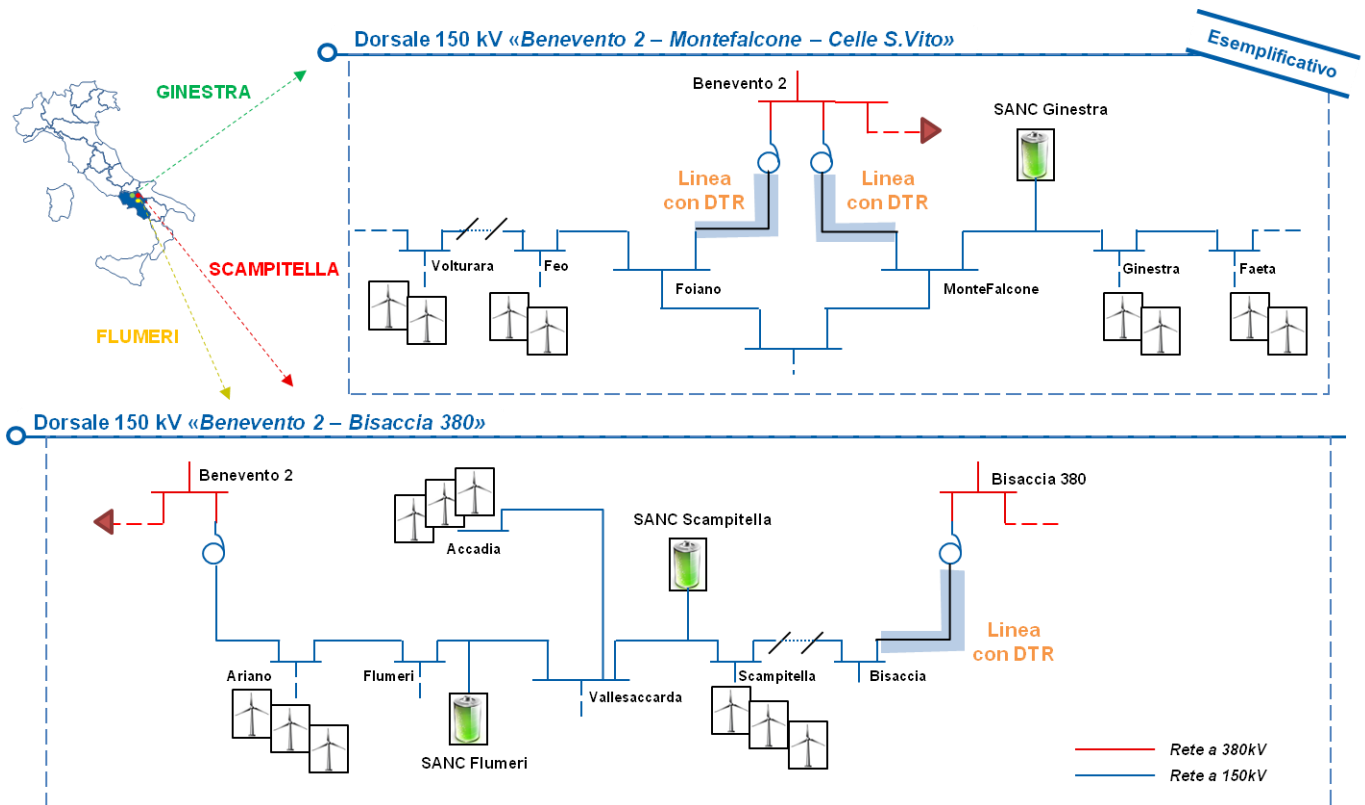 Dorsale 150 kV «Benevento 2 – Montefalcone – Celle S.Vito»
Esemplificativo
GINESTRA
SCAMPITELLA
FLUMERI
Benevento 2
SANC Ginestra
Linea
con DTR
Linea
con DTR
Volturara
Feo
Foiano
MonteFalcone
Ginestra
Faeta
Dorsale 150 kV «Benevento 2 – Bisaccia 380»
Benevento 2
Accadia
SANC Scampitella
Bisaccia 380
Linea
con DTR
Ariano
Flumeri
Vallesaccarda
Scampitella
Bisaccia
SANC Flumeri
Rete a 380kV
Rete a 150kV